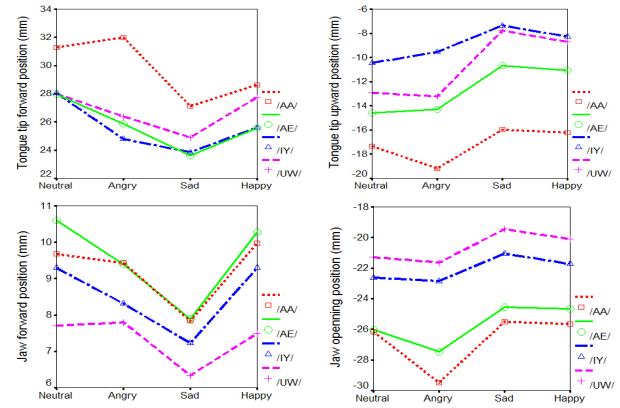 Tongue tip forward position (mm)
34
32
30
28
26
24
22
Neutral Angry Sad Happy
/AA/
/AE/
/IY/
/UW/
Tongue tip upward position (mm)
-6
-8
-10
-12
-14
-16
-18
-20
Neutral Angry Sad Happy
/AA/
/AE/
/IY/
/UW/
Jaw forward position (mm)
11
10
9
8
7
6
Neutral Angry Sad Happy
/AA/
/AE/
/IY/
/UW/
Jaw openning position (mm)
-20
-22
-24
-26
-28
-30
Neutral Angry Sad Happy
/AA/
/AE/
/IY/
/UW/